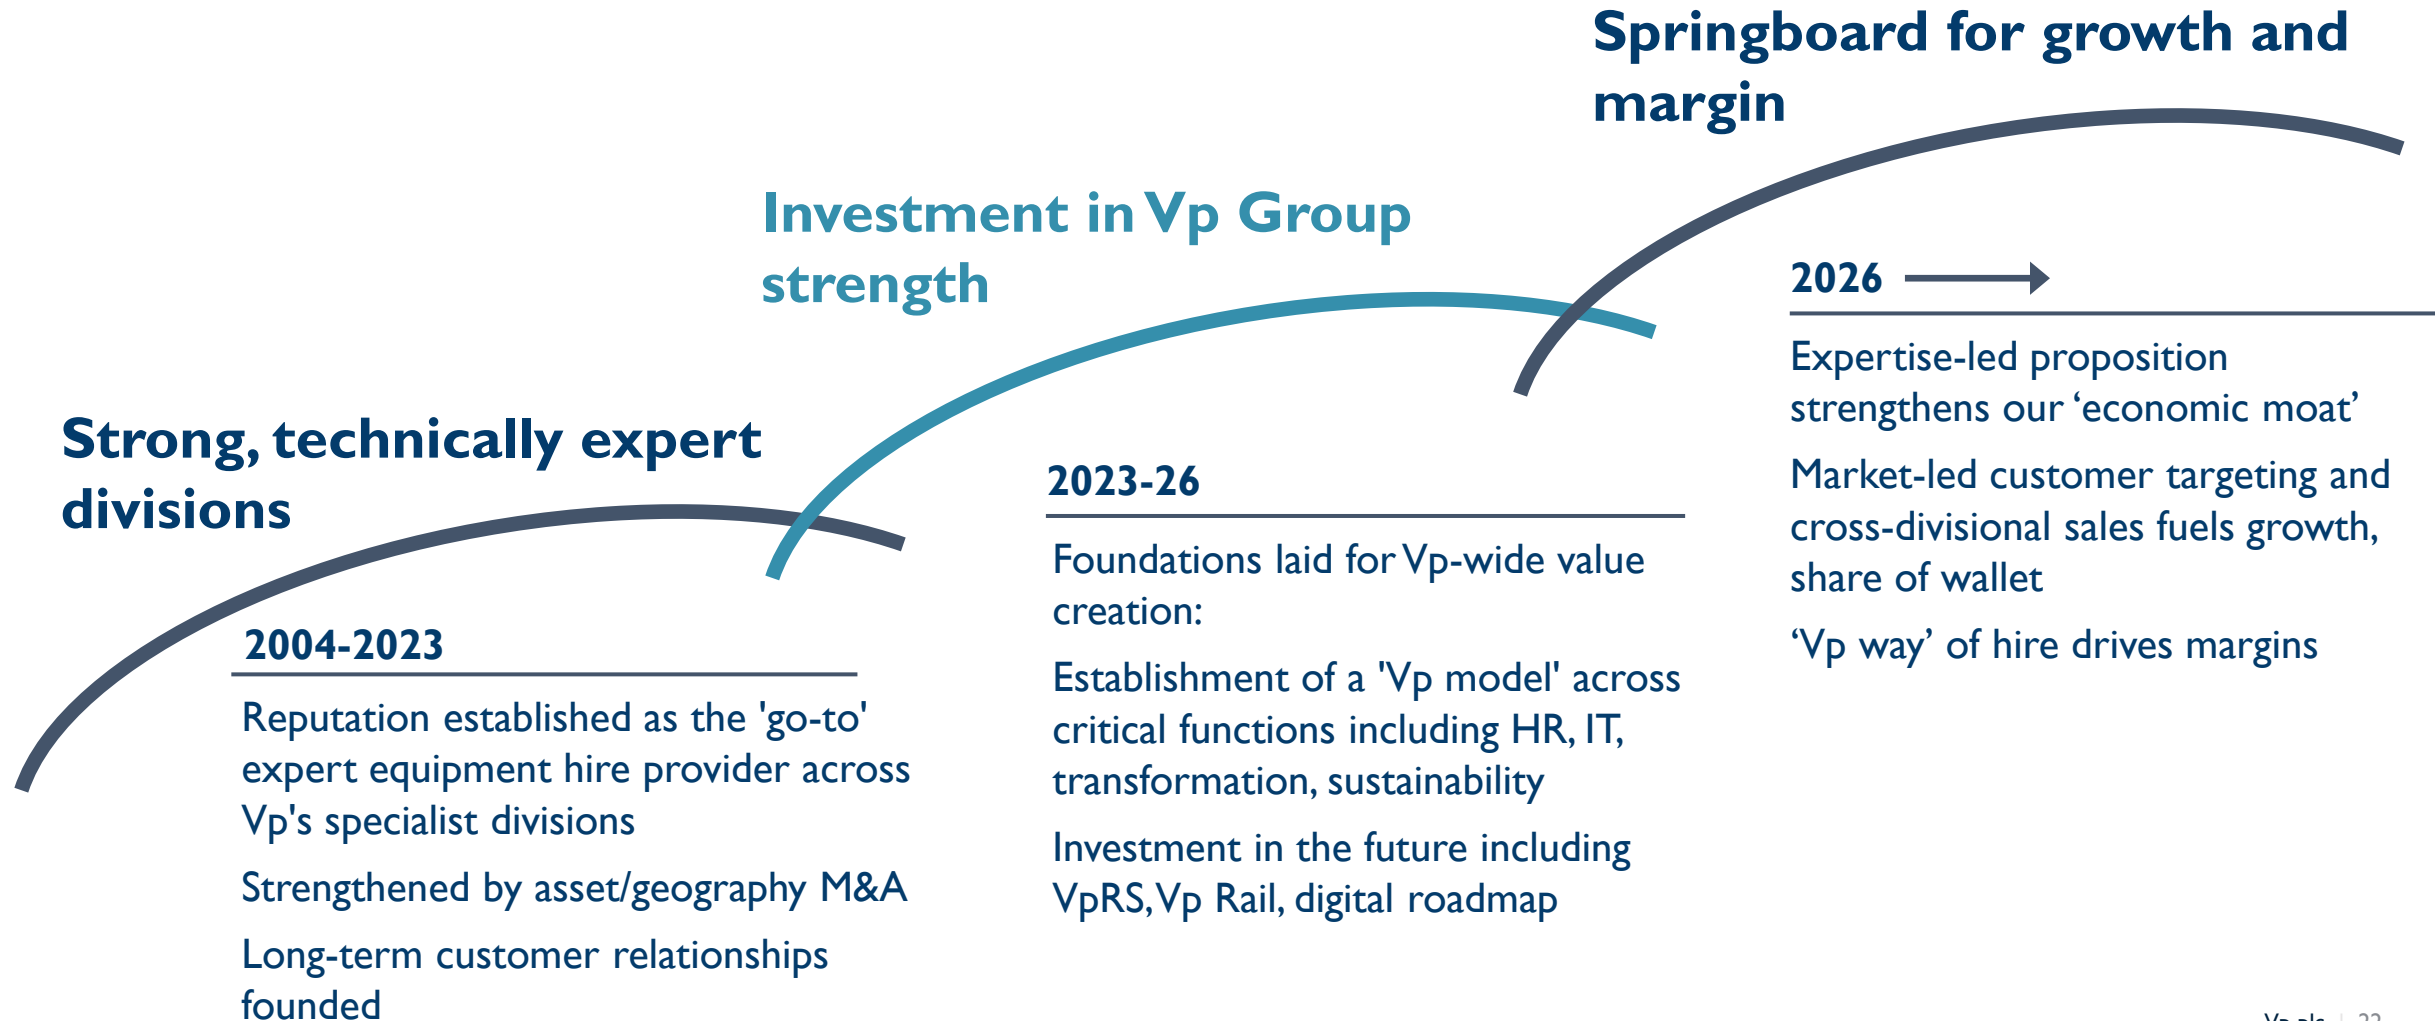 Springboard for growth and
margin
Investment in Vp Group
strength
Strong, technically expert
divisions
2004-2023
Reputation established as the 'go-to'
expert equipment hire provider across
Vp's specialist divisions
Strengthened by asset/geography M&A
Long-term customer relationships
founded
2023-26
Foundations laid for Vp-wide value
creation:
Establishment of a 'Vp model' across
critical functions including HR, IT,
transformation, sustainability
Investment in the future including
VpRS, Vp Rail, digital roadmap
2026
Expertise-led proposition
strengthens our ‘economic moat’
Market-led customer targeting and
cross-divisional sales fuels growth,
share of wallet
‘Vp way’ of hire drives margins
Vp plc